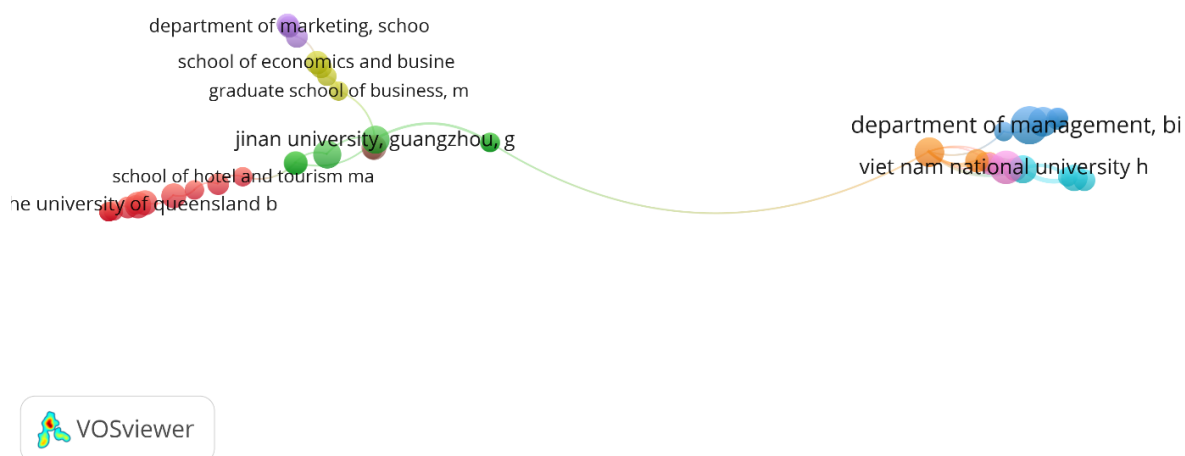 department of marketing, schoo
school of economics and busine
graduate school of business, m
jinan university, guangzhou, g
school of hotel and tourism ma
he university of queensland b
department of management, bi
viet nam national university h
VOSviewer